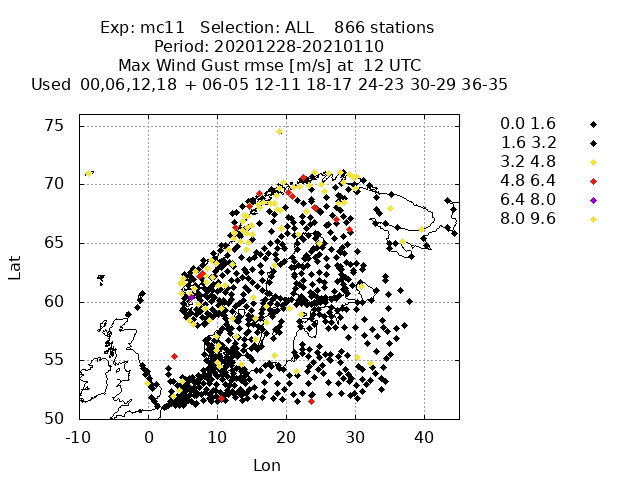 Exp: mc11 Selection: ALL 866 stations
Period: 20201228-20210110
Max Wind Gust rmse [m/s] at 12 UTC
Used 00,06,12,18 + 06-05 12-11 18-17 24-23 30-29 36-35
75
70
65
60
55
50
Lat
-10 0 10 20 30 40
Lon
0.0 1.6
1.6 3.2
3.2 4.8
4.8 6.4
6.4 8.0
8.0 9.6